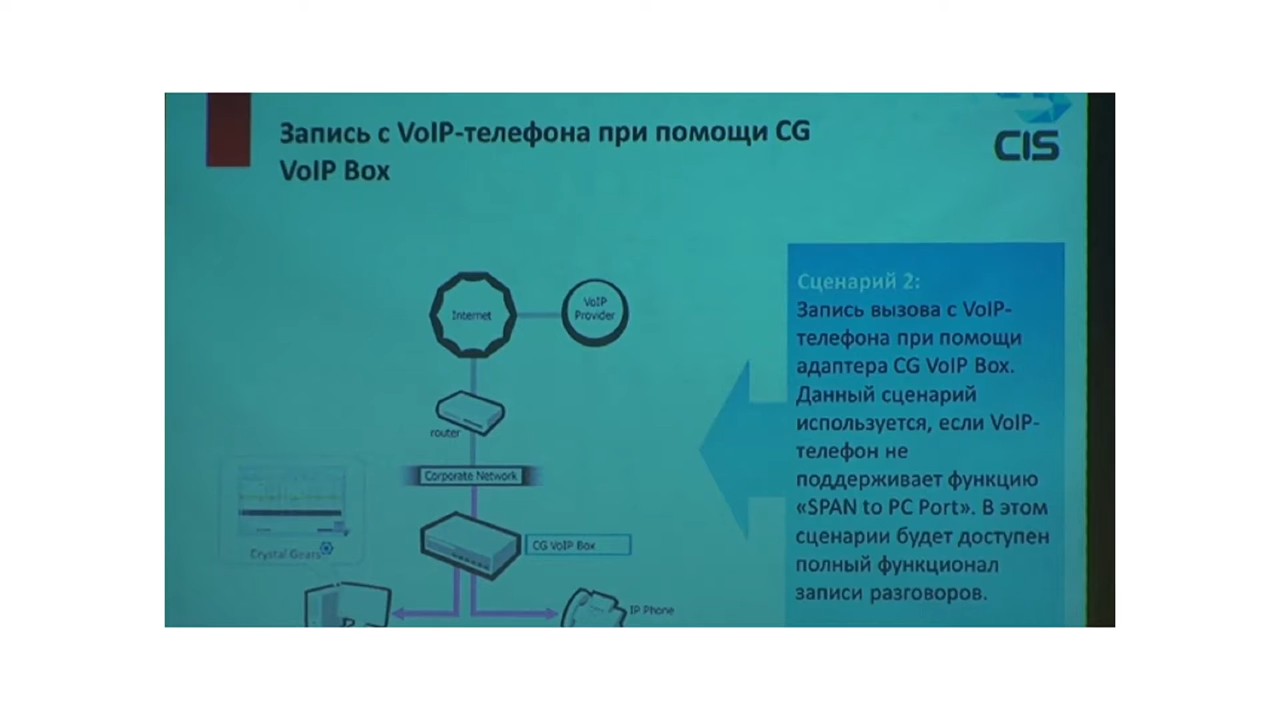 Запись с VoIP-телефона при помощи CG
VoIP Box
CIS
Internet
VoIP
Provider
router
Corporate Network
CG VoIP Box
Crystal Gears
IP Phone
Сценарий 2:
Запись вызова с VoIP-
телефона при помощи
адаптера CG VoIP Box.
Данный сценарий
используется, если VoIP-
телефон не
поддерживает функцию
«SPAN to PC Port». В этом
сценарии будет доступен
полный функционал
записи разговоров.